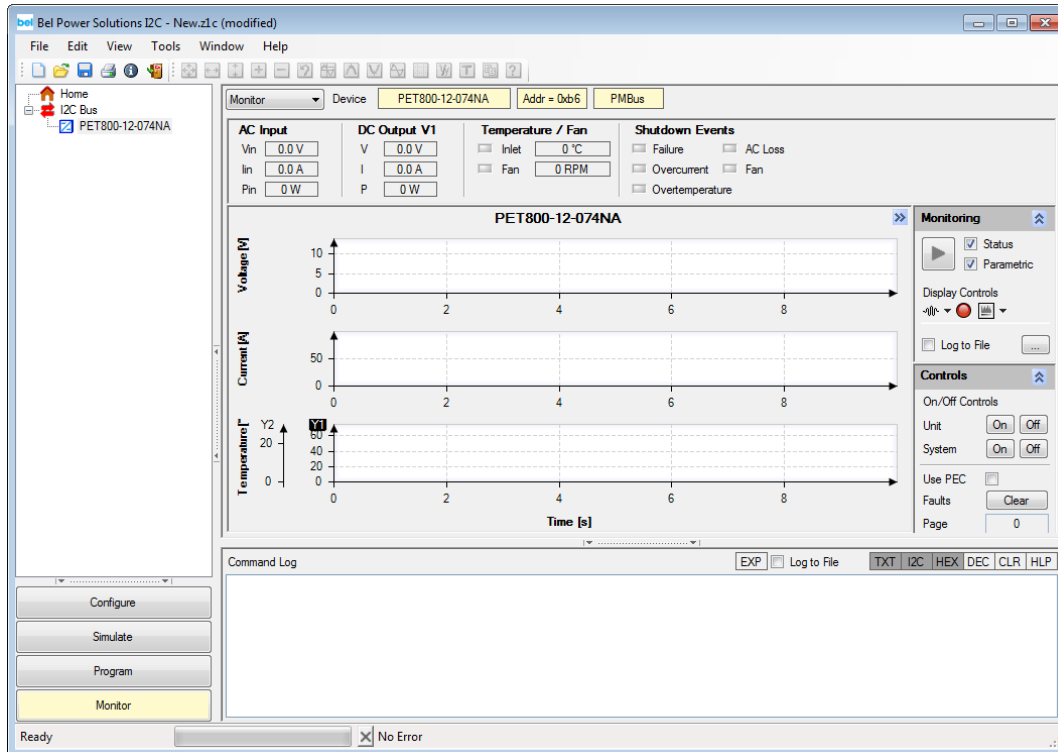 bel Bel Power Solutions I2C - New.z1c (modified)
File Edit View Tools Window Help
Home
I2C Bus
PET800-12-074NA
Monitor Device PET800-12-074NA Addr = 0xb6 PMBus
AC Input DC Output V1 Temperature / Fan Shutdown Events
Vin 0.0 V V 0.0 V Inlet 0 °C Failure AC Loss
Iin 0.0 A I 0.0 A Fan 0 RPM Overcurrent Fan
Pin 0 W P 0 W Overtemperature
PET800-12-074NA
Voltage [V]
10
5
0
0 2 4 6 8
Current [A]
50
0
0 2 4 6 8
Temperature [°
Y2 Y1
20 60
40
20
0 0
0 2 4 6 8
Time [s]
Monitoring
Status
Parametric
Display Controls
Log to File ...
Controls
On/Off Controls
Unit On Off
System On Off
Use PEC
Faults Clear
Page 0
Command Log EXP Log to File TXT I2C HEX DEC CLR HLP
Configure
Simulate
Program
Monitor
Ready No Error